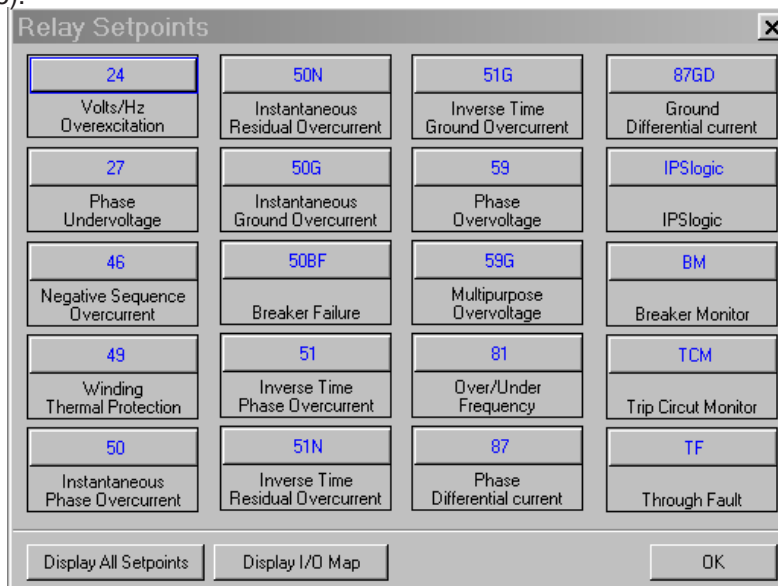 Relay Setpoints
24
Volts/Hz
Overexcitation
50N
Instantaneous
Residual Overcurrent
51G
Inverse Time
Ground Overcurrent
87GD
Ground
Differential current
27
Phase
Undervoltage
50G
Instantaneous
Ground Overcurrent
59
Phase
Overvoltage
IPSlogic
IPSlogic
46
Negative Sequence
Overcurrent
50BF
Breaker Failure
59G
Multipurpose
Overvoltage
BM
Breaker Monitor
49
Winding
Thermal Protection
51
Inverse Time
Phase Overcurrent
81
Over/Under
Frequency
TCM
Trip Circut Monitor
50
Instantaneous
Phase Overcurrent
51N
Inverse Time
Residual Overcurrent
87
Phase
Differential current
TF
Through Fault
Display All Setpoints
Display I/O Map
OK